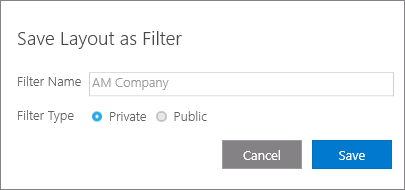 Save Layout as Filter
Filter Name AM Company
Filter Type Private Public
Cancel Save